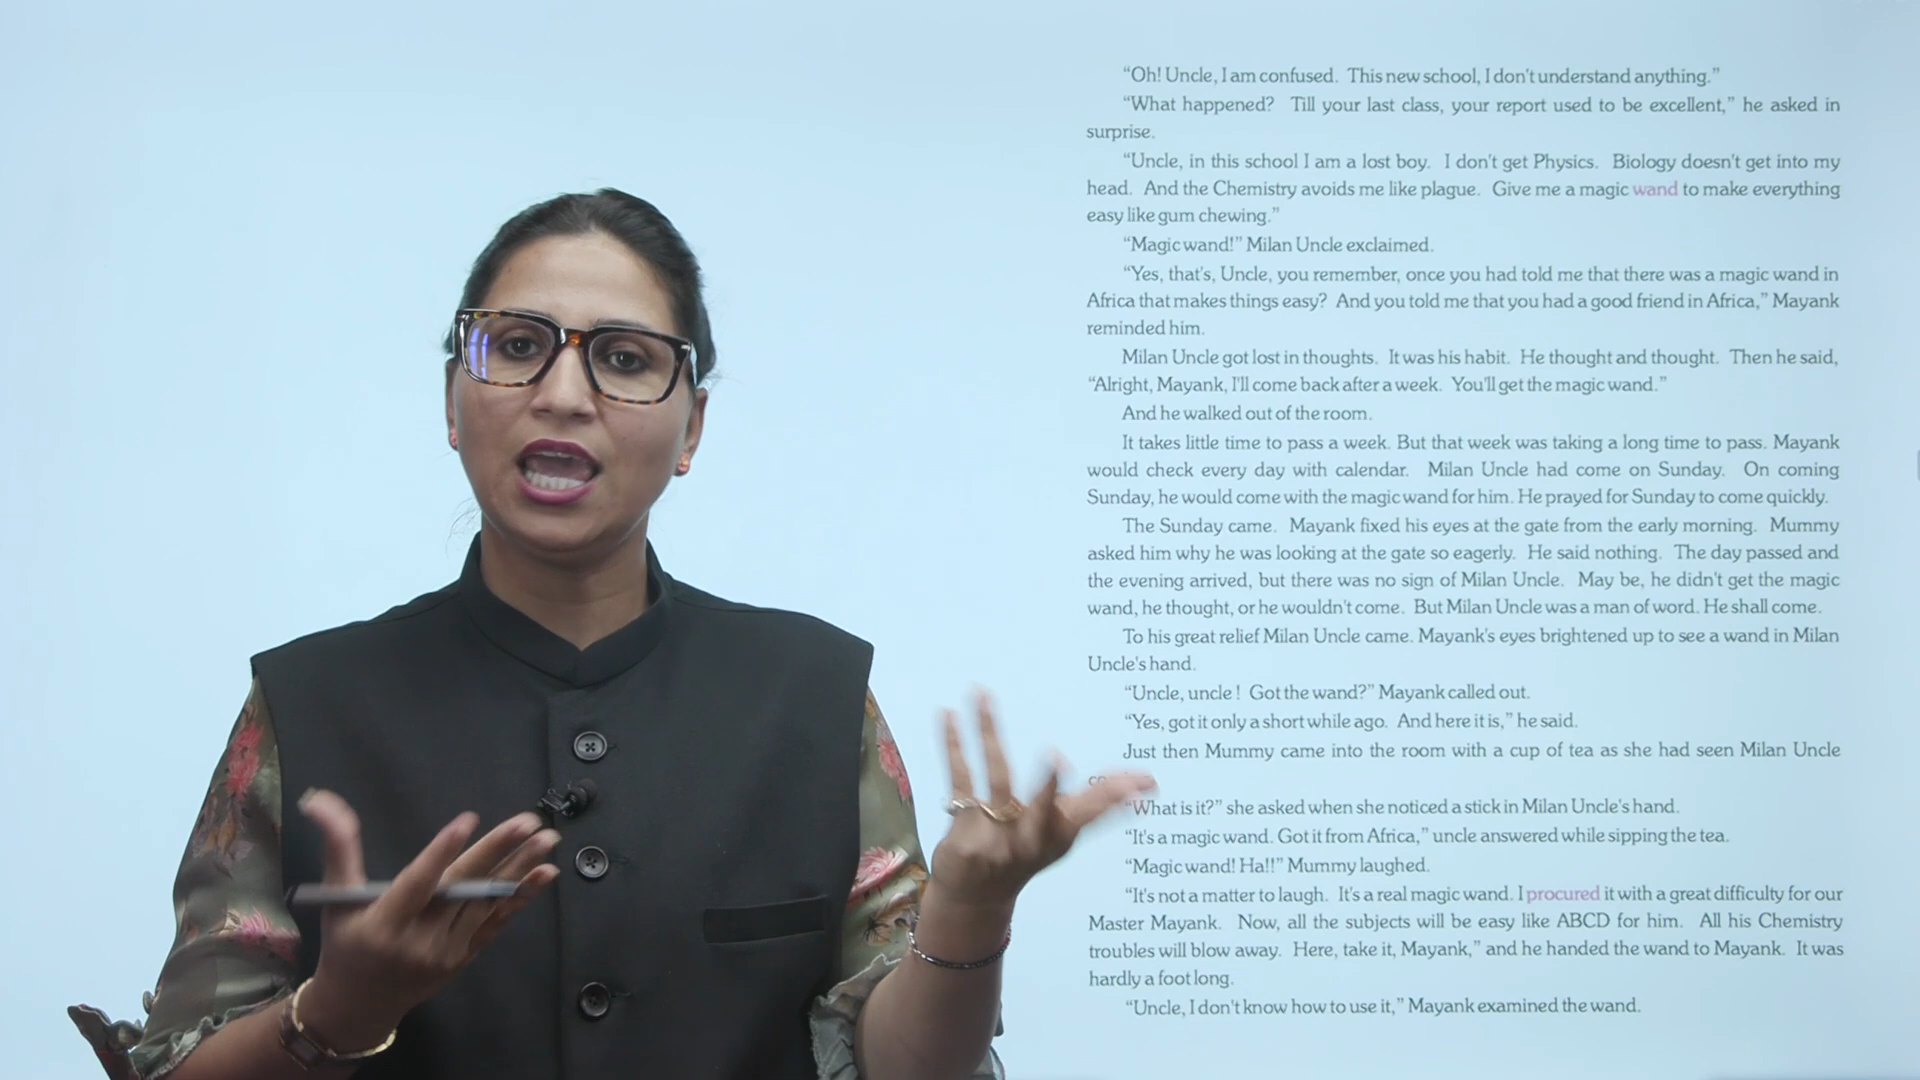 “Oh! Uncle, I am confused. This new school, I don't understand anything.”
“What happened? Till your last class, your report used to be excellent,” he asked in
surprise.
“Uncle, in this school I am a lost boy. I don't get Physics. Biology doesn't get into my
head. And the Chemistry avoids me like plague. Give me a magic wand to make everything
easy like gum chewing.”
“Magic wand!” Milan Uncle exclaimed.
“Yes, that's, Uncle, you remember, once you had told me that there was a magic wand in
Africa that makes things easy? And you told me that you had a good friend in Africa,” Mayank
reminded him.
Milan Uncle got lost in thoughts. It was his habit. He thought and thought. Then he said,
“Alright, Mayank, I'll come back after a week. You'll get the magic wand.”
And he walked out of the room.
It takes little time to pass a week. But that week was taking a long time to pass. Mayank
would check every day with calendar. Milan Uncle had come on Sunday. On coming
Sunday, he would come with the magic wand for him. He prayed for Sunday to come quickly.
The Sunday came. Mayank fixed his eyes at the gate from the early morning. Mummy
asked him why he was looking at the gate so eagerly. He said nothing. The day passed and
the evening arrived, but there was no sign of Milan Uncle. May be, he didn't get the magic
wand, he thought, or he wouldn't come. But Milan Uncle was a man of word. He shall come.
To his great relief Milan Uncle came. Mayank's eyes brightened up to see a wand in Milan
Uncle's hand.
“Uncle, uncle ! Got the wand?” Mayank called out.
“Yes, got it only a short while ago. And here it is,” he said.
Just then Mummy came into the room with a cup of tea as she had seen Milan Uncle
“What is it?” she asked when she noticed a stick in Milan Uncle's hand.
“It's a magic wand. Got it from Africa,” uncle answered while sipping the tea.
“Magic wand! Ha!!” Mummy laughed.
“It's not a matter to laugh. It's a real magic wand. I procured it with a great difficulty for our
Master Mayank. Now, all the subjects will be easy like ABCD for him. All his Chemistry
troubles will blow away. Here, take it, Mayank,” and he handed the wand to Mayank. It was
hardly a foot long.
“Uncle, I don't know how to use it,” Mayank examined the wand.